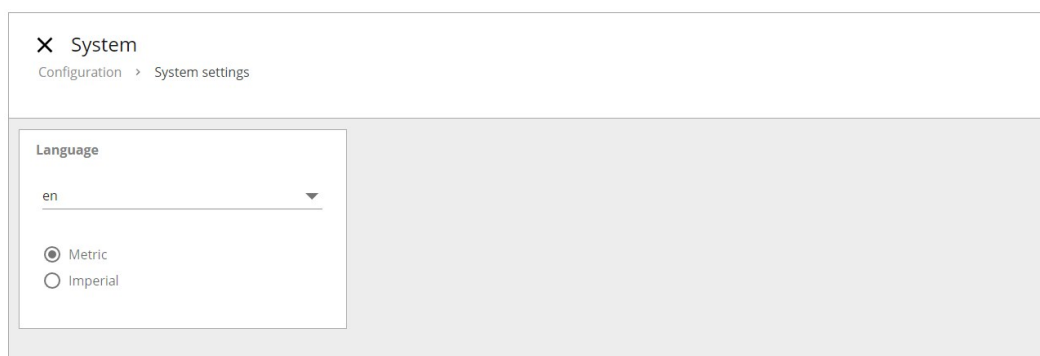 System
Configuration > System settings
Language
en
Metric
Imperial